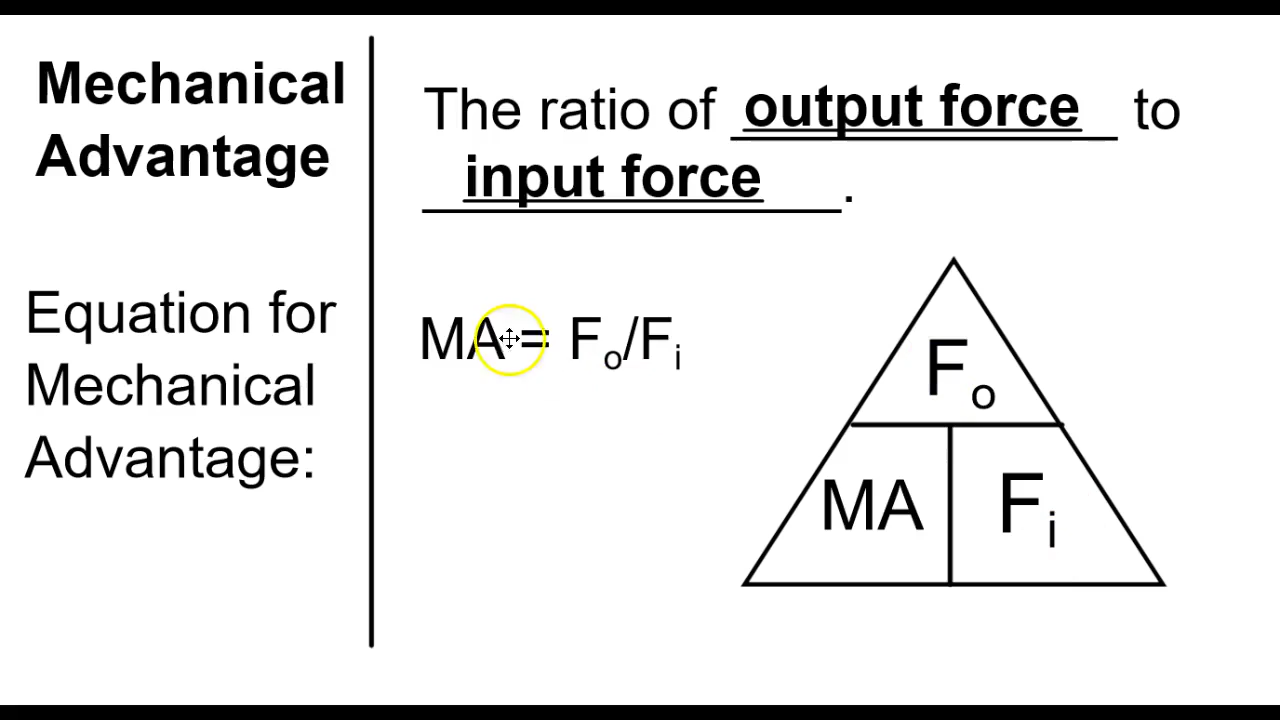 Mechanical
Advantage
The ratio of output force to
input force.
Equation for
Mechanical
Advantage:
MA = Fₒ/Fᵢ
Fₒ
MA Fᵢ